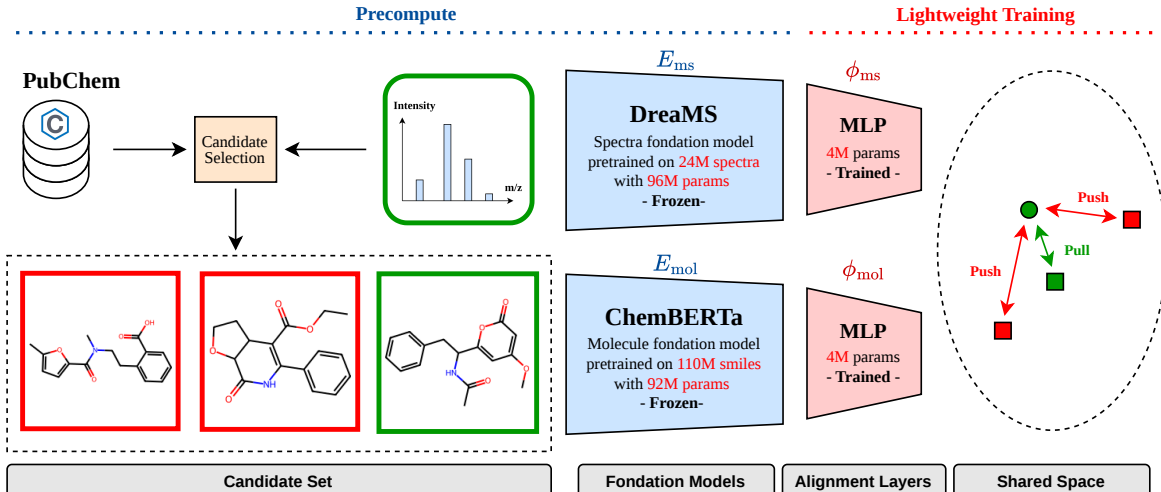 Precompute
Lightweight Training
PubChem
C
Candidate
Selection
Intensity
m/z
E_ms
DreaMS
Spectra fondation model
pretrained on 24M spectra
with 96M params
- Frozen-
ϕ_ms
MLP
4M params
- Trained -
Push
Pull
Push
OH
O
N
O
O
O
O
O
O
NH
O
O
O
NH
O
E_mol
ChemBERTa
Molecule fondation model
pretrained on 110M smiles
with 92M params
- Frozen-
ϕ_mol
MLP
4M params
- Trained -
Candidate Set
Fondation Models
Alignment Layers
Shared Space